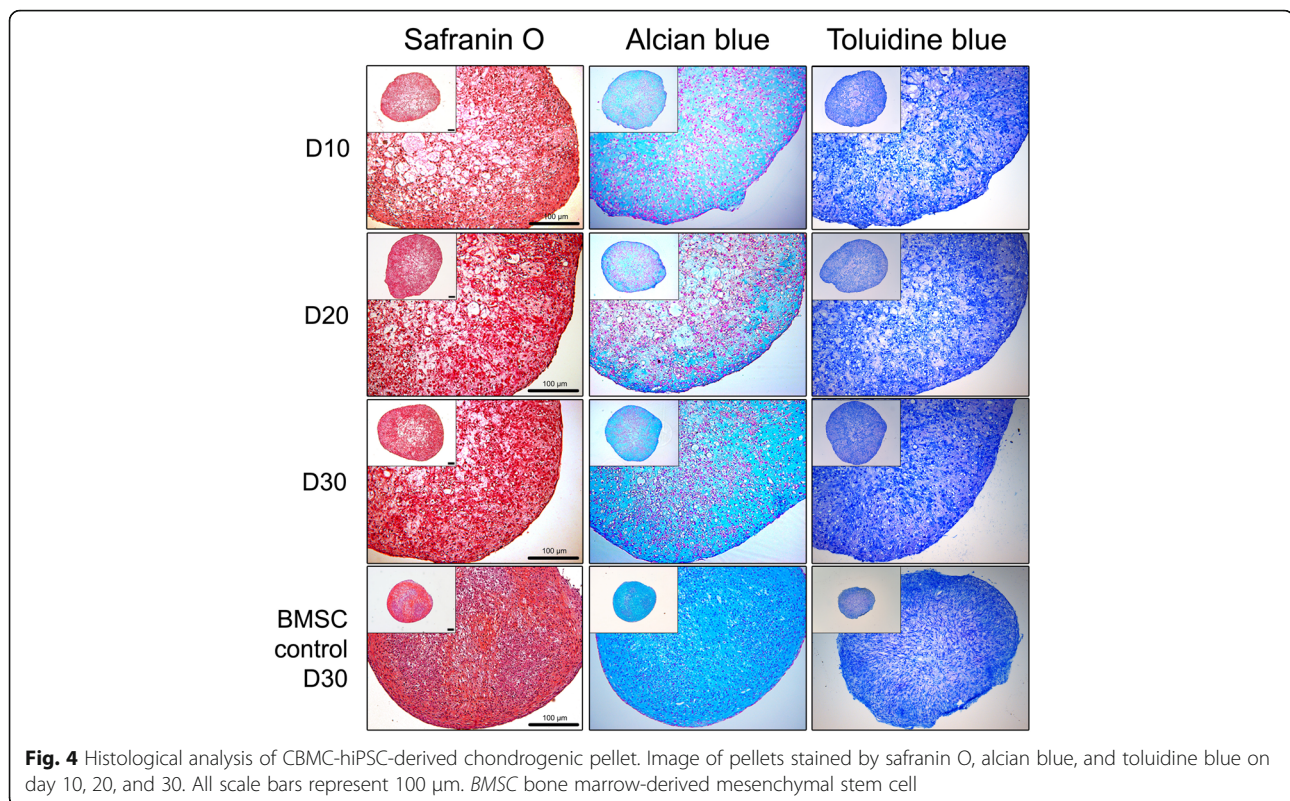 Safranin O Alcian blue Toluidine blue
D10
100 µm
D20
100 µm
D30
100 µm
BMSC
control
D30
100 µm
Fig. 4 Histological analysis of CBMC-hiPSC-derived chondrogenic pellet. Image of pellets stained by safranin O, alcian blue, and toluidine blue on
day 10, 20, and 30. All scale bars represent 100 μm. BMSC bone marrow-derived mesenchymal stem cell